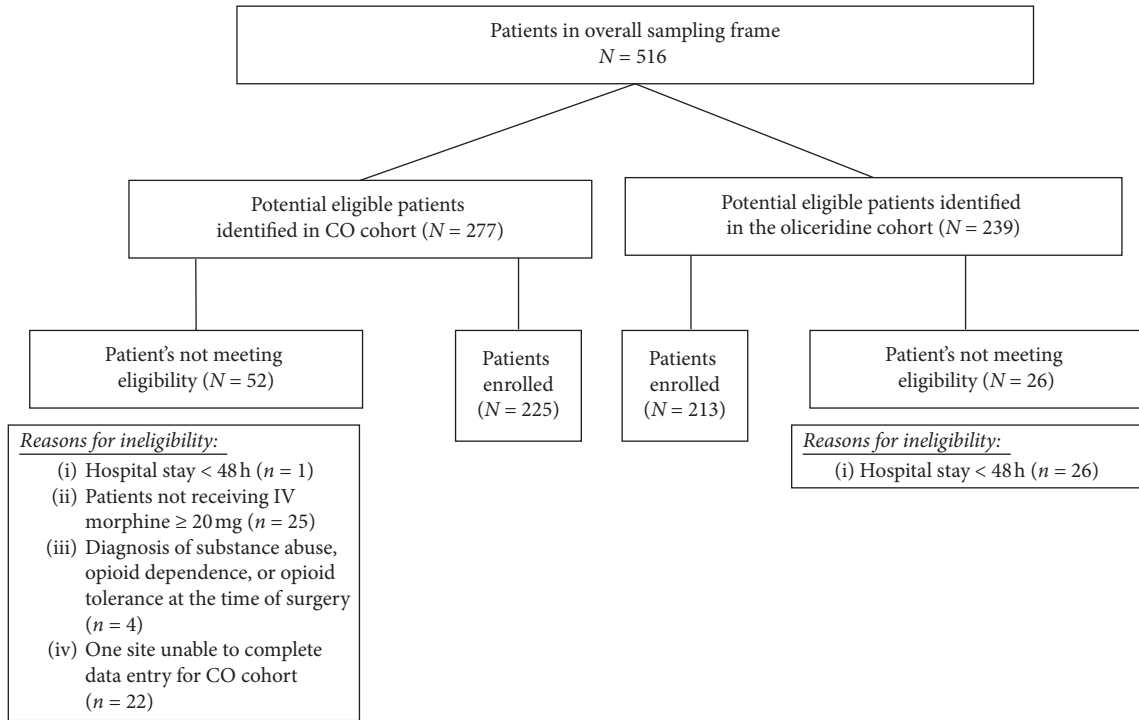 Patients in overall sampling frame
N = 516
Potential eligible patients
identified in CO cohort (N = 277)
Potential eligible patients identified
in the oliceridine cohort (N = 239)
Patient's not meeting
eligibility (N = 52)
Patients
enrolled
(N = 225)
Patients
enrolled
(N = 213)
Patient's not meeting
eligibility (N = 26)
Reasons for ineligibility:
(i) Hospital stay < 48 h (n = 1)
(ii) Patients not receiving IV
morphine ≥ 20 mg (n = 25)
(iii) Diagnosis of substance abuse,
opioid dependence, or opioid
tolerance at the time of surgery
(n = 4)
(iv) One site unable to complete
data entry for CO cohort
(n = 22)
Reasons for ineligibility:
(i) Hospital stay < 48 h (n = 26)